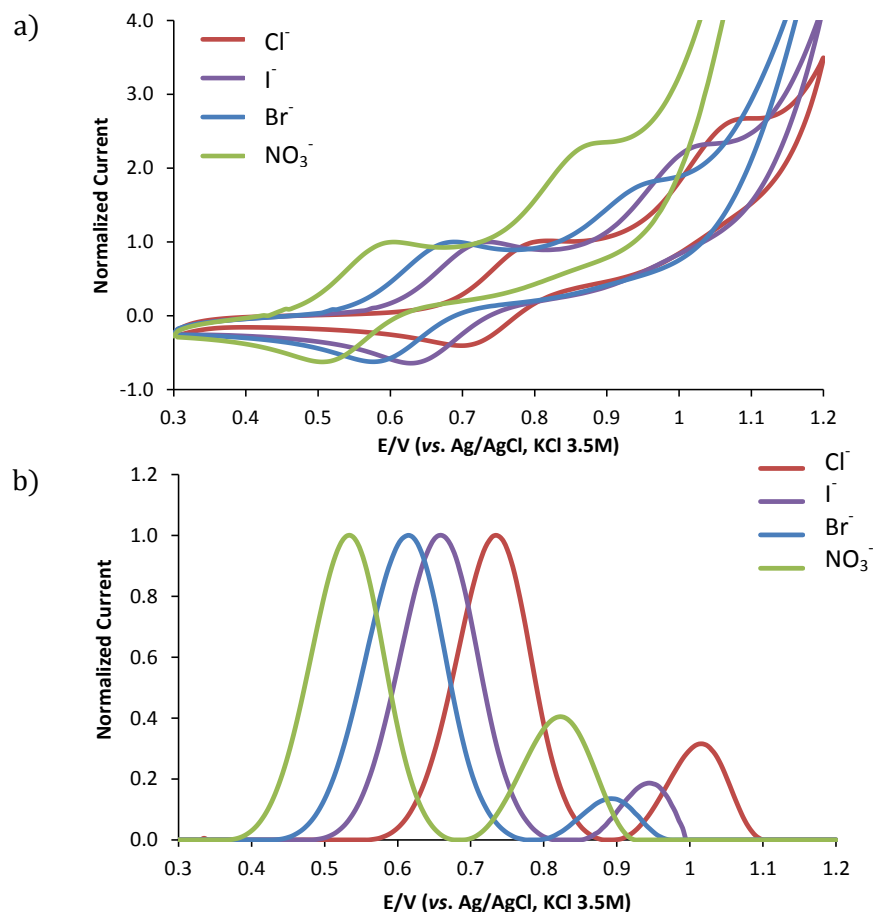 a)
Cl⁻
I⁻
Br⁻
NO₃⁻
Normalized Current
4.0
3.0
2.0
1.0
0.0
-1.0
0.3 0.4 0.5 0.6 0.7 0.8 0.9 1 1.1 1.2
E/V (vs. Ag/AgCl, KCl 3.5M)
b)
Cl⁻
I⁻
Br⁻
NO₃⁻
Normalized Current
1.2
1.0
0.8
0.6
0.4
0.2
0.0
0.3 0.4 0.5 0.6 0.7 0.8 0.9 1 1.1 1.2
E/V (vs. Ag/AgCl, KCl 3.5M)